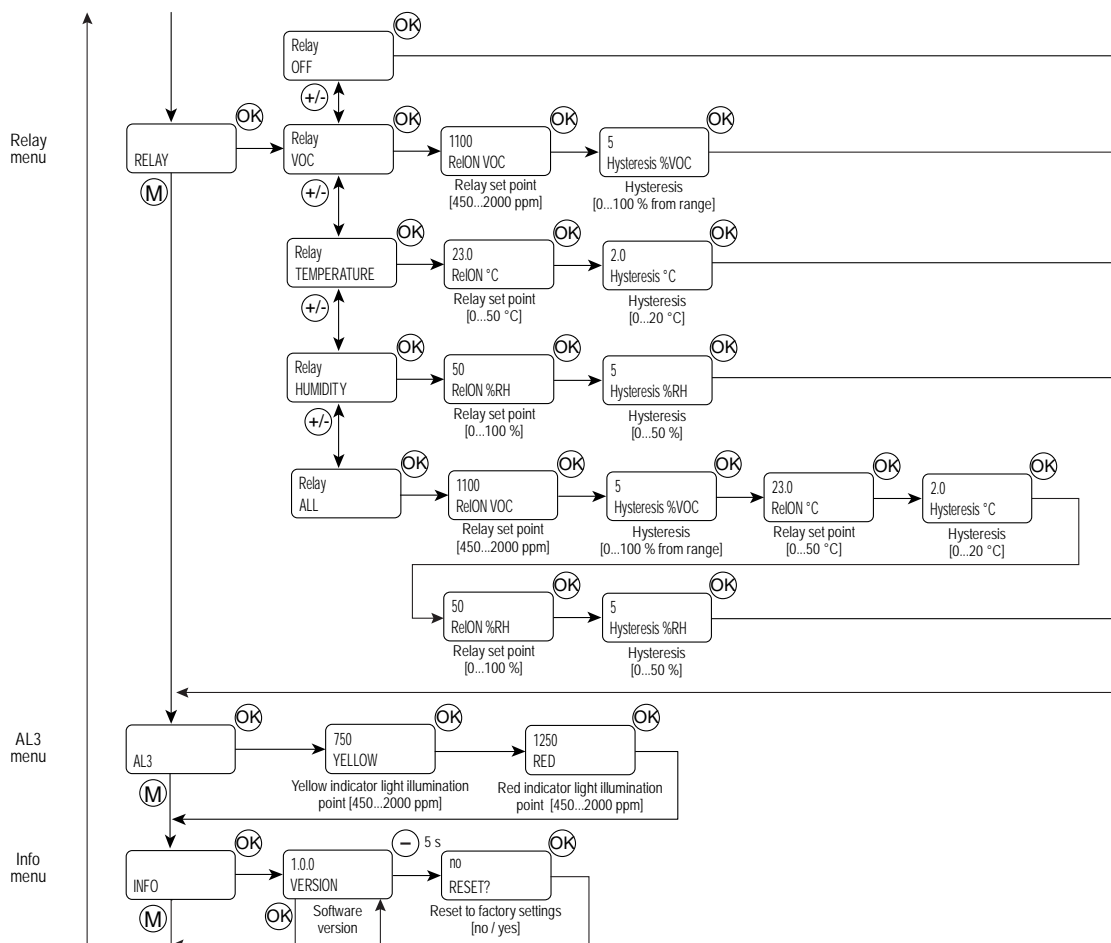 OK
Relay
OFF
+/-
Relay
menu
OK
OK
OK
OK
RELAY
Relay
VOC
1100
RelON VOC
5
Hysteresis %VOC
M
Relay set point
[450...2000 ppm]
Hysteresis
[0...100 % from range]
+/-
OK
OK
OK
Relay
TEMPERATURE
23.0
RelON °C
2.0
Hysteresis °C
Relay set point
[0...50 °C]
Hysteresis
[0...20 °C]
+/-
OK
OK
OK
Relay
HUMIDITY
50
RelON %RH
5
Hysteresis %RH
Relay set point
[0...100 %]
Hysteresis
[0...50 %]
+/-
OK
OK
OK
OK
OK
Relay
ALL
1100
RelON VOC
5
Hysteresis %VOC
23.0
RelON °C
2.0
Hysteresis °C
Relay set point
[450...2000 ppm]
Hysteresis
[0...100 % from range]
Relay set point
[0...50 °C]
Hysteresis
[0...20 °C]
OK
OK
50
RelON %RH
5
Hysteresis %RH
Relay set point
[0...100 %]
Hysteresis
[0...50 %]
AL3
menu
OK
OK
OK
AL3
750
YELLOW
1250
RED
M
Yellow indicator light illumination
point [450...2000 ppm]
Red indicator light illumination
point [450...2000 ppm]
Info
menu
OK
− 5 s
OK
INFO
1.0.0
VERSION
no
RESET?
M
OK
Software
version
Reset to factory settings
[no / yes]